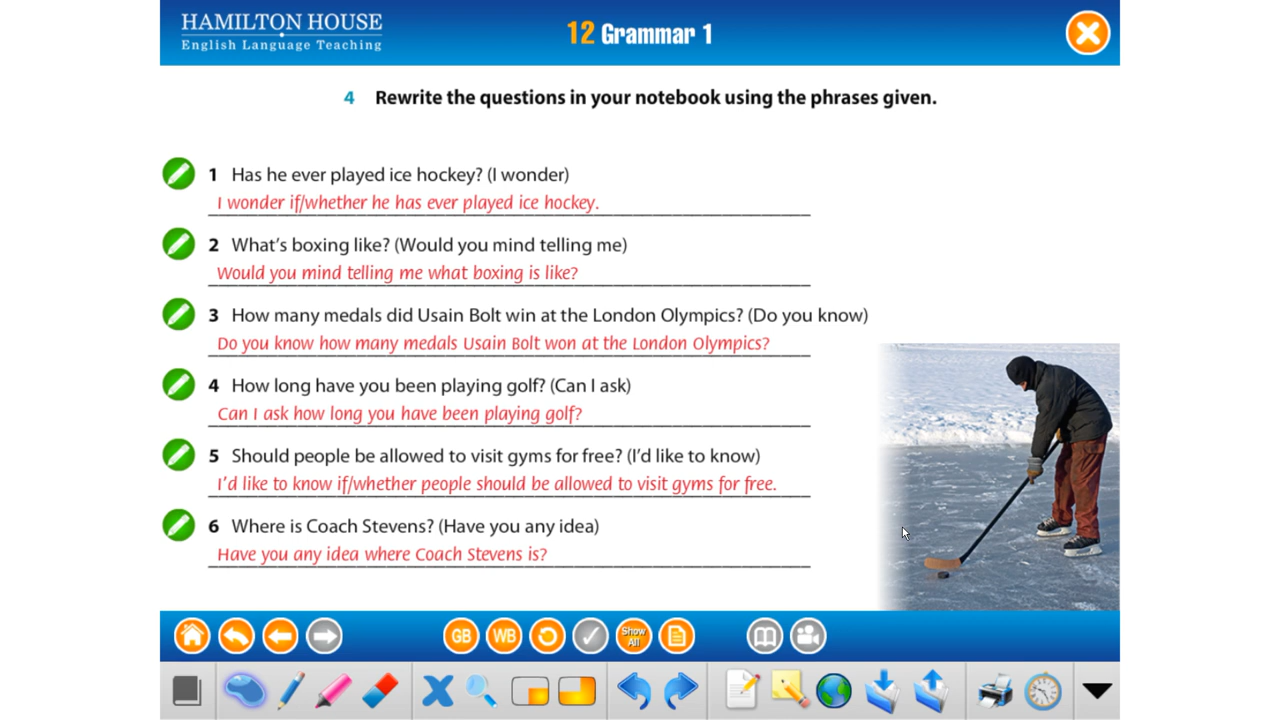 HAMILTON HOUSE
English Language Teaching
12 Grammar 1
4 Rewrite the questions in your notebook using the phrases given.
1 Has he ever played ice hockey? (I wonder)
I wonder if/whether he has ever played ice hockey.
2 What's boxing like? (Would you mind telling me)
Would you mind telling me what boxing is like?
3 How many medals did Usain Bolt win at the London Olympics? (Do you know)
Do you know how many medals Usain Bolt won at the London Olympics?
4 How long have you been playing golf? (Can I ask)
Can I ask how long you have been playing golf?
5 Should people be allowed to visit gyms for free? (I'd like to know)
I'd like to know if/whether people should be allowed to visit gyms for free.
6 Where is Coach Stevens? (Have you any idea)
Have you any idea where Coach Stevens is?
GB WB Show
All